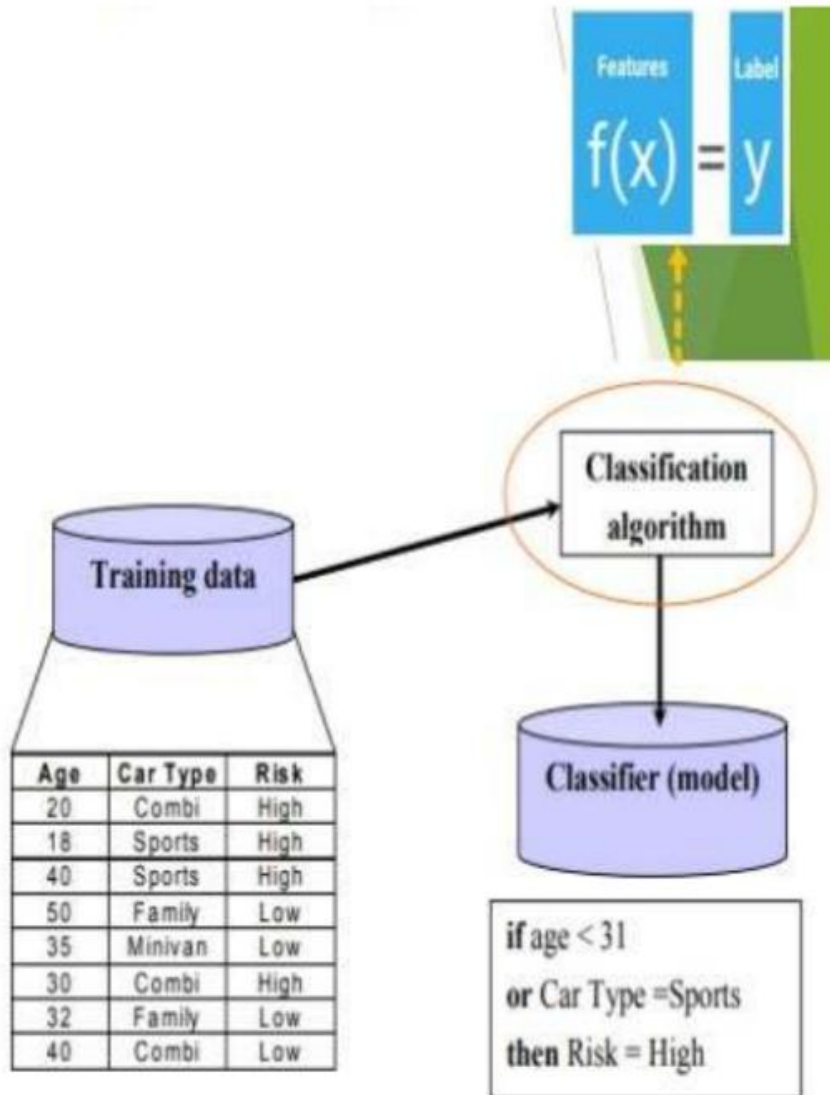 Features Label
f(x) = y
Classification
algorithm
Training data
Classifier (model)
Age Car Type Risk
20 Combi High
18 Sports High
40 Sports High
50 Family Low
35 Minivan Low
30 Combi High
32 Family Low
40 Combi Low
if age < 31
or Car Type =Sports
then Risk = High